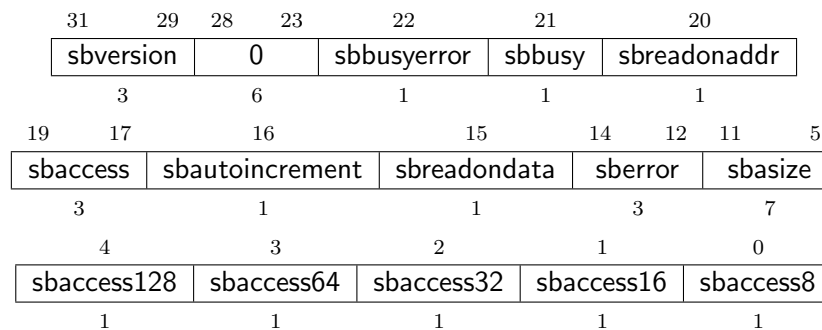 31 29 28 23 22 21 20
sbversion 0 sbbusyerror sbbusy sbreadonaddr
3 6 1 1 1
19 17 16 15 14 12 11 5
sbaccess sbautoincrement sbreadondata sberror sbasize
3 1 1 3 7
4 3 2 1 0
sbaccess128 sbaccess64 sbaccess32 sbaccess16 sbaccess8
1 1 1 1 1